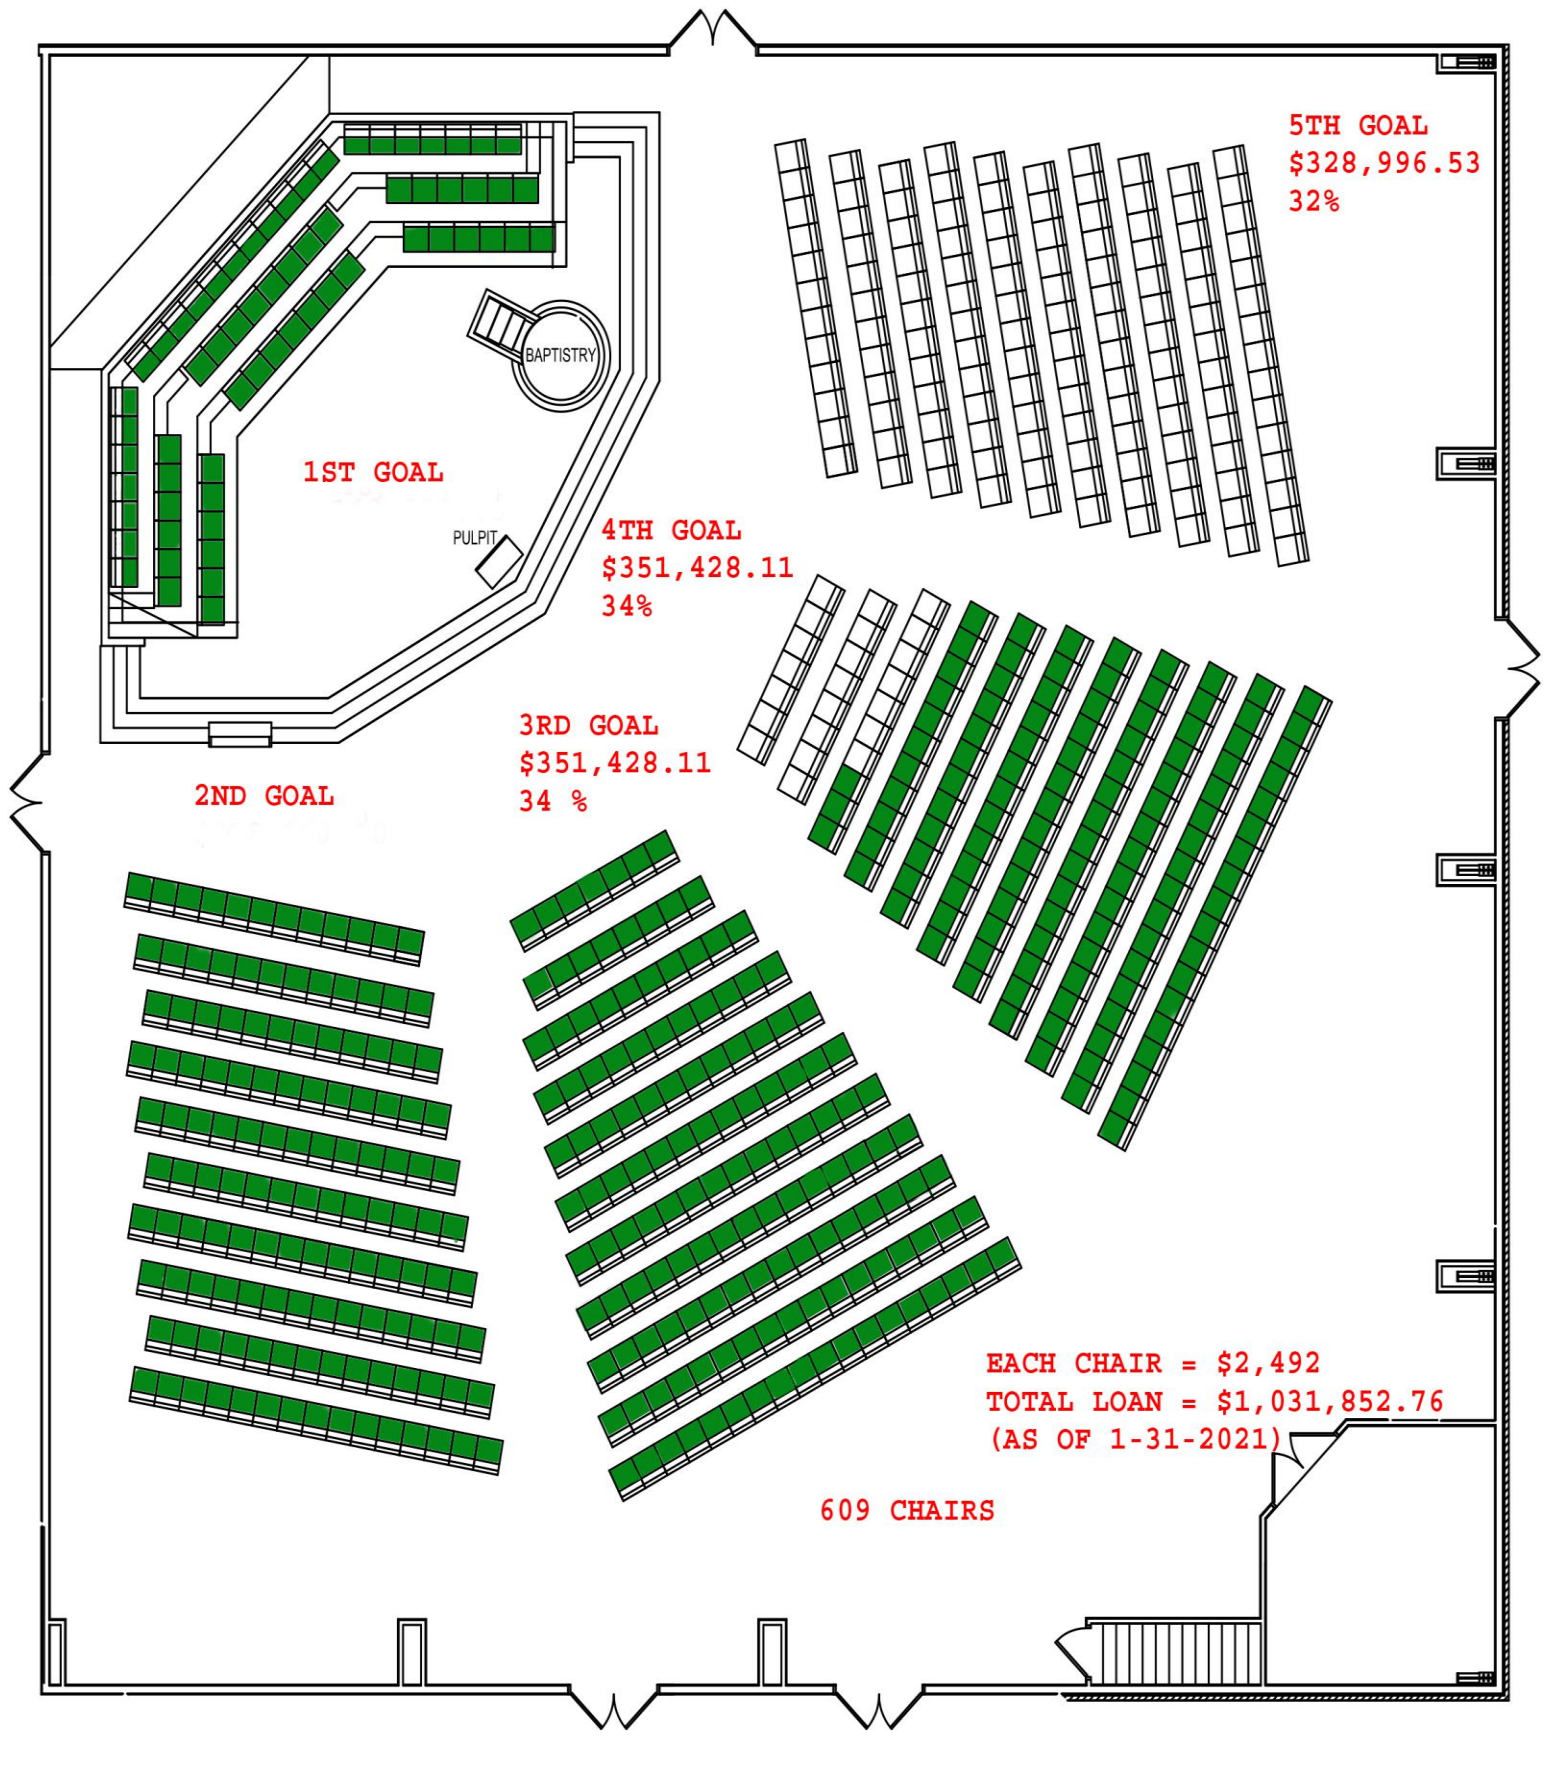 5TH GOAL
$328,996.53
32%
BAPTISTRY
1ST GOAL
PULPIT
4TH GOAL
$351,428.11
34%
3RD GOAL
$351,428.11
34 %
2ND GOAL
EACH CHAIR = $2,492
TOTAL LOAN = $1,031,852.76
(AS OF 1-31-2021)
609 CHAIRS